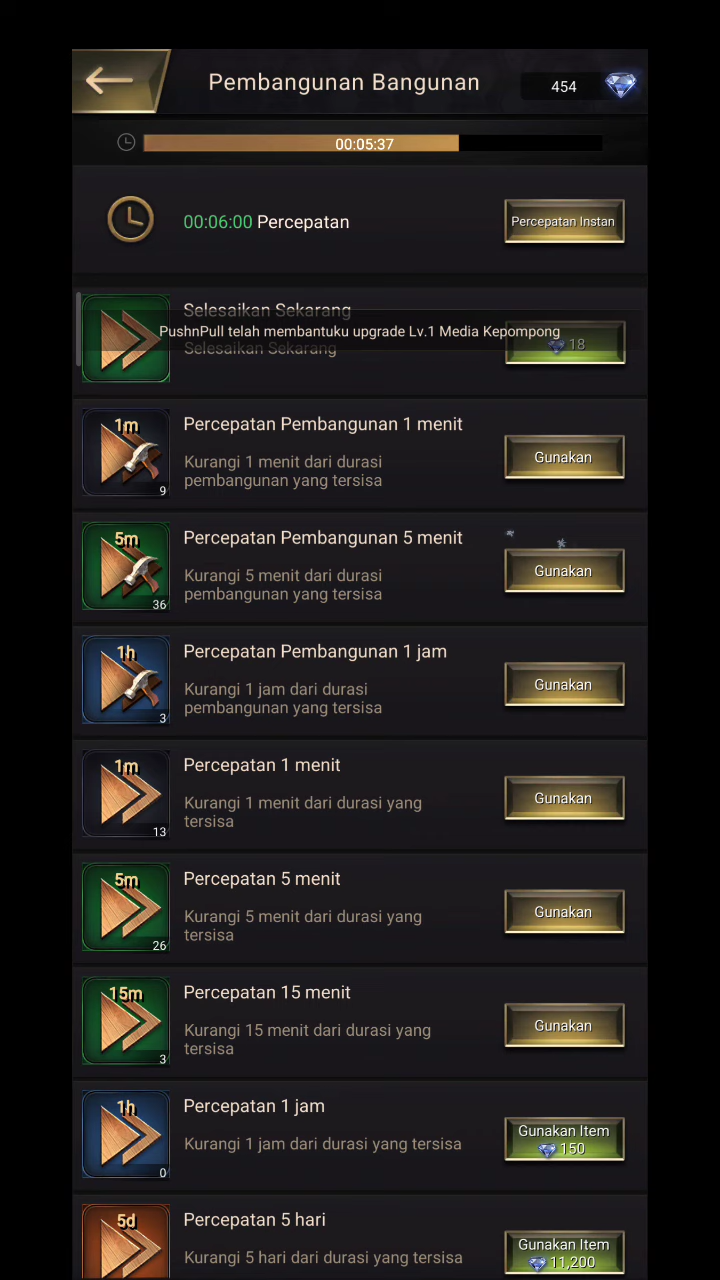 Pembangunan Bangunan
454
00:05:37
00:06:00 Percepatan
Percepatan Instan
Selesaikan Sekarang
PushnPull telah membantuku upgrade Lv.1 Media Kepompong
Selesaikan Sekarang
18
1m
9
Percepatan Pembangunan 1 menit
Kurangi 1 menit dari durasi
pembangunan yang tersisa
Gunakan
5m
36
Percepatan Pembangunan 5 menit
Kurangi 5 menit dari durasi
pembangunan yang tersisa
Gunakan
1h
3
Percepatan Pembangunan 1 jam
Kurangi 1 jam dari durasi
pembangunan yang tersisa
Gunakan
1m
13
Percepatan 1 menit
Kurangi 1 menit dari durasi yang
tersisa
Gunakan
5m
26
Percepatan 5 menit
Kurangi 5 menit dari durasi yang
tersisa
Gunakan
15m
3
Percepatan 15 menit
Kurangi 15 menit dari durasi yang
tersisa
Gunakan
1h
0
Percepatan 1 jam
Kurangi 1 jam dari durasi yang tersisa
Gunakan Item
150
5d
Percepatan 5 hari
Kurangi 5 hari dari durasi yang tersisa
Gunakan Item
11,200